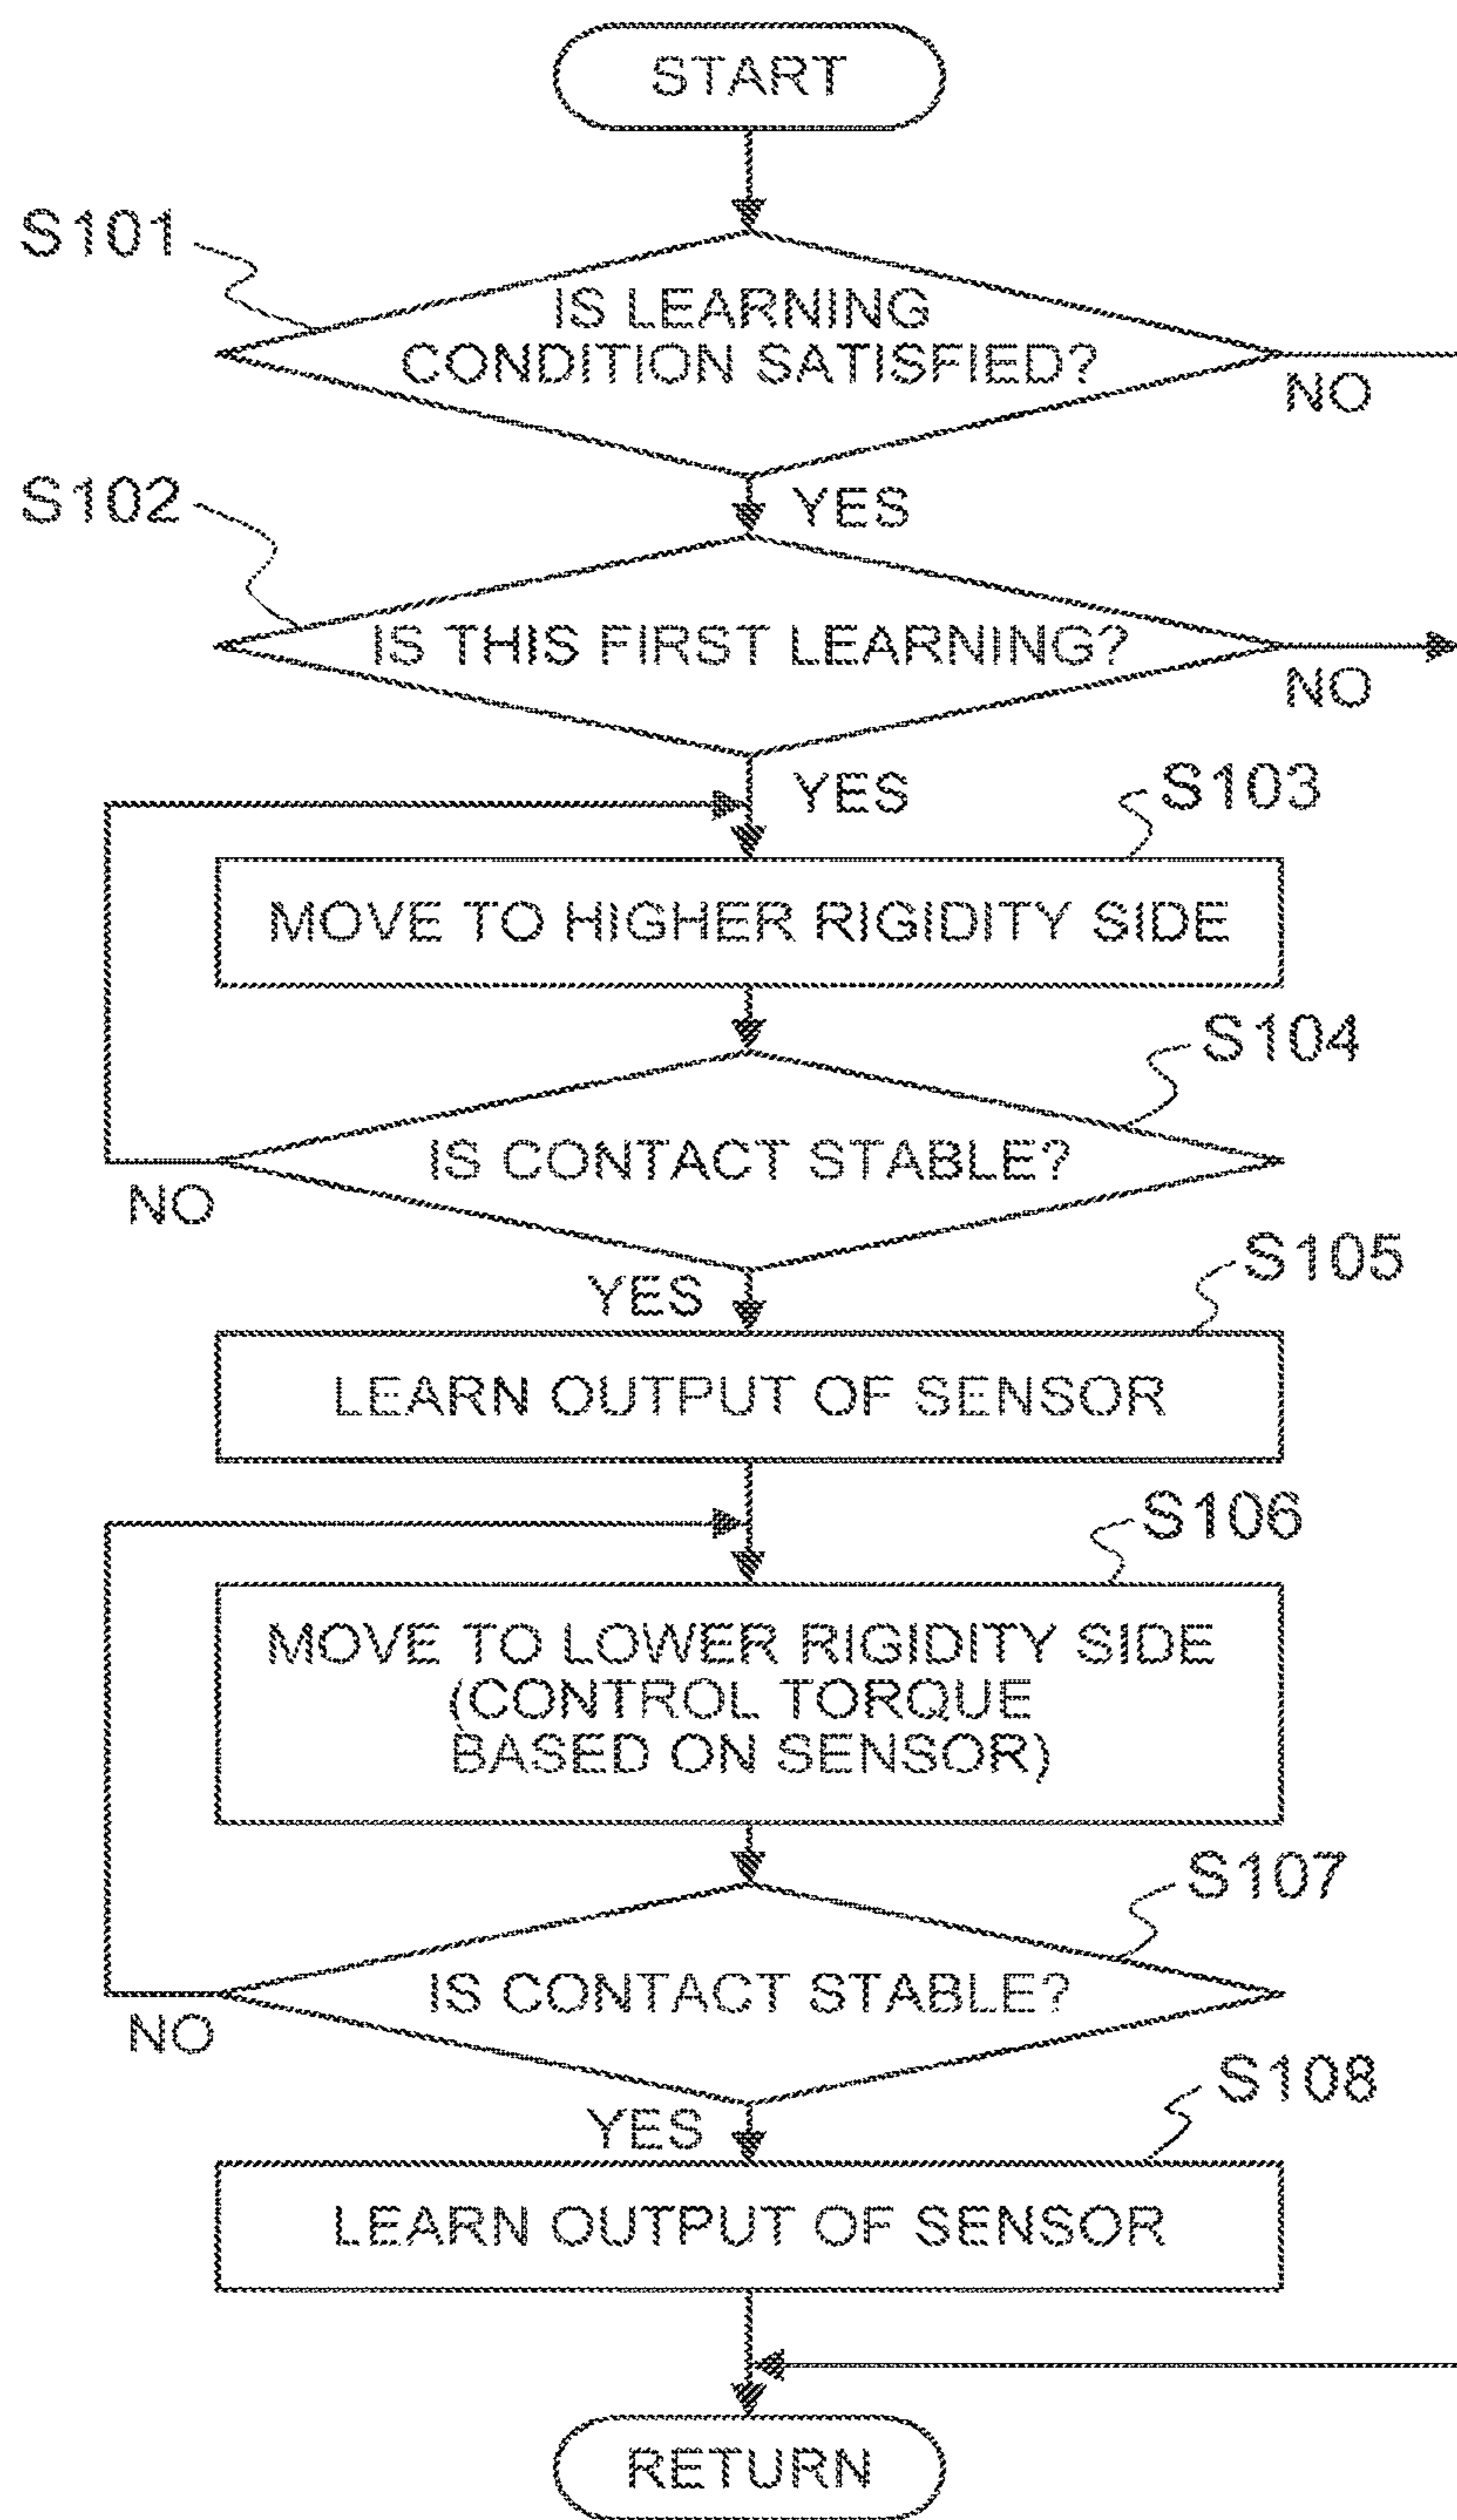 START
S101
IS LEARNING
CONDITION SATISFIED?
NO
S102
YES
IS THIS FIRST LEARNING?
NO
YES
S103
MOVE TO HIGHER RIGIDITY SIDE
S104
IS CONTACT STABLE?
NO
S105
YES
LEARN OUTPUT OF SENSOR
S106
MOVE TO LOWER RIGIDITY SIDE
(CONTROL TORQUE
BASED ON SENSOR)
S107
IS CONTACT STABLE?
NO
S108
YES
LEARN OUTPUT OF SENSOR
RETURN